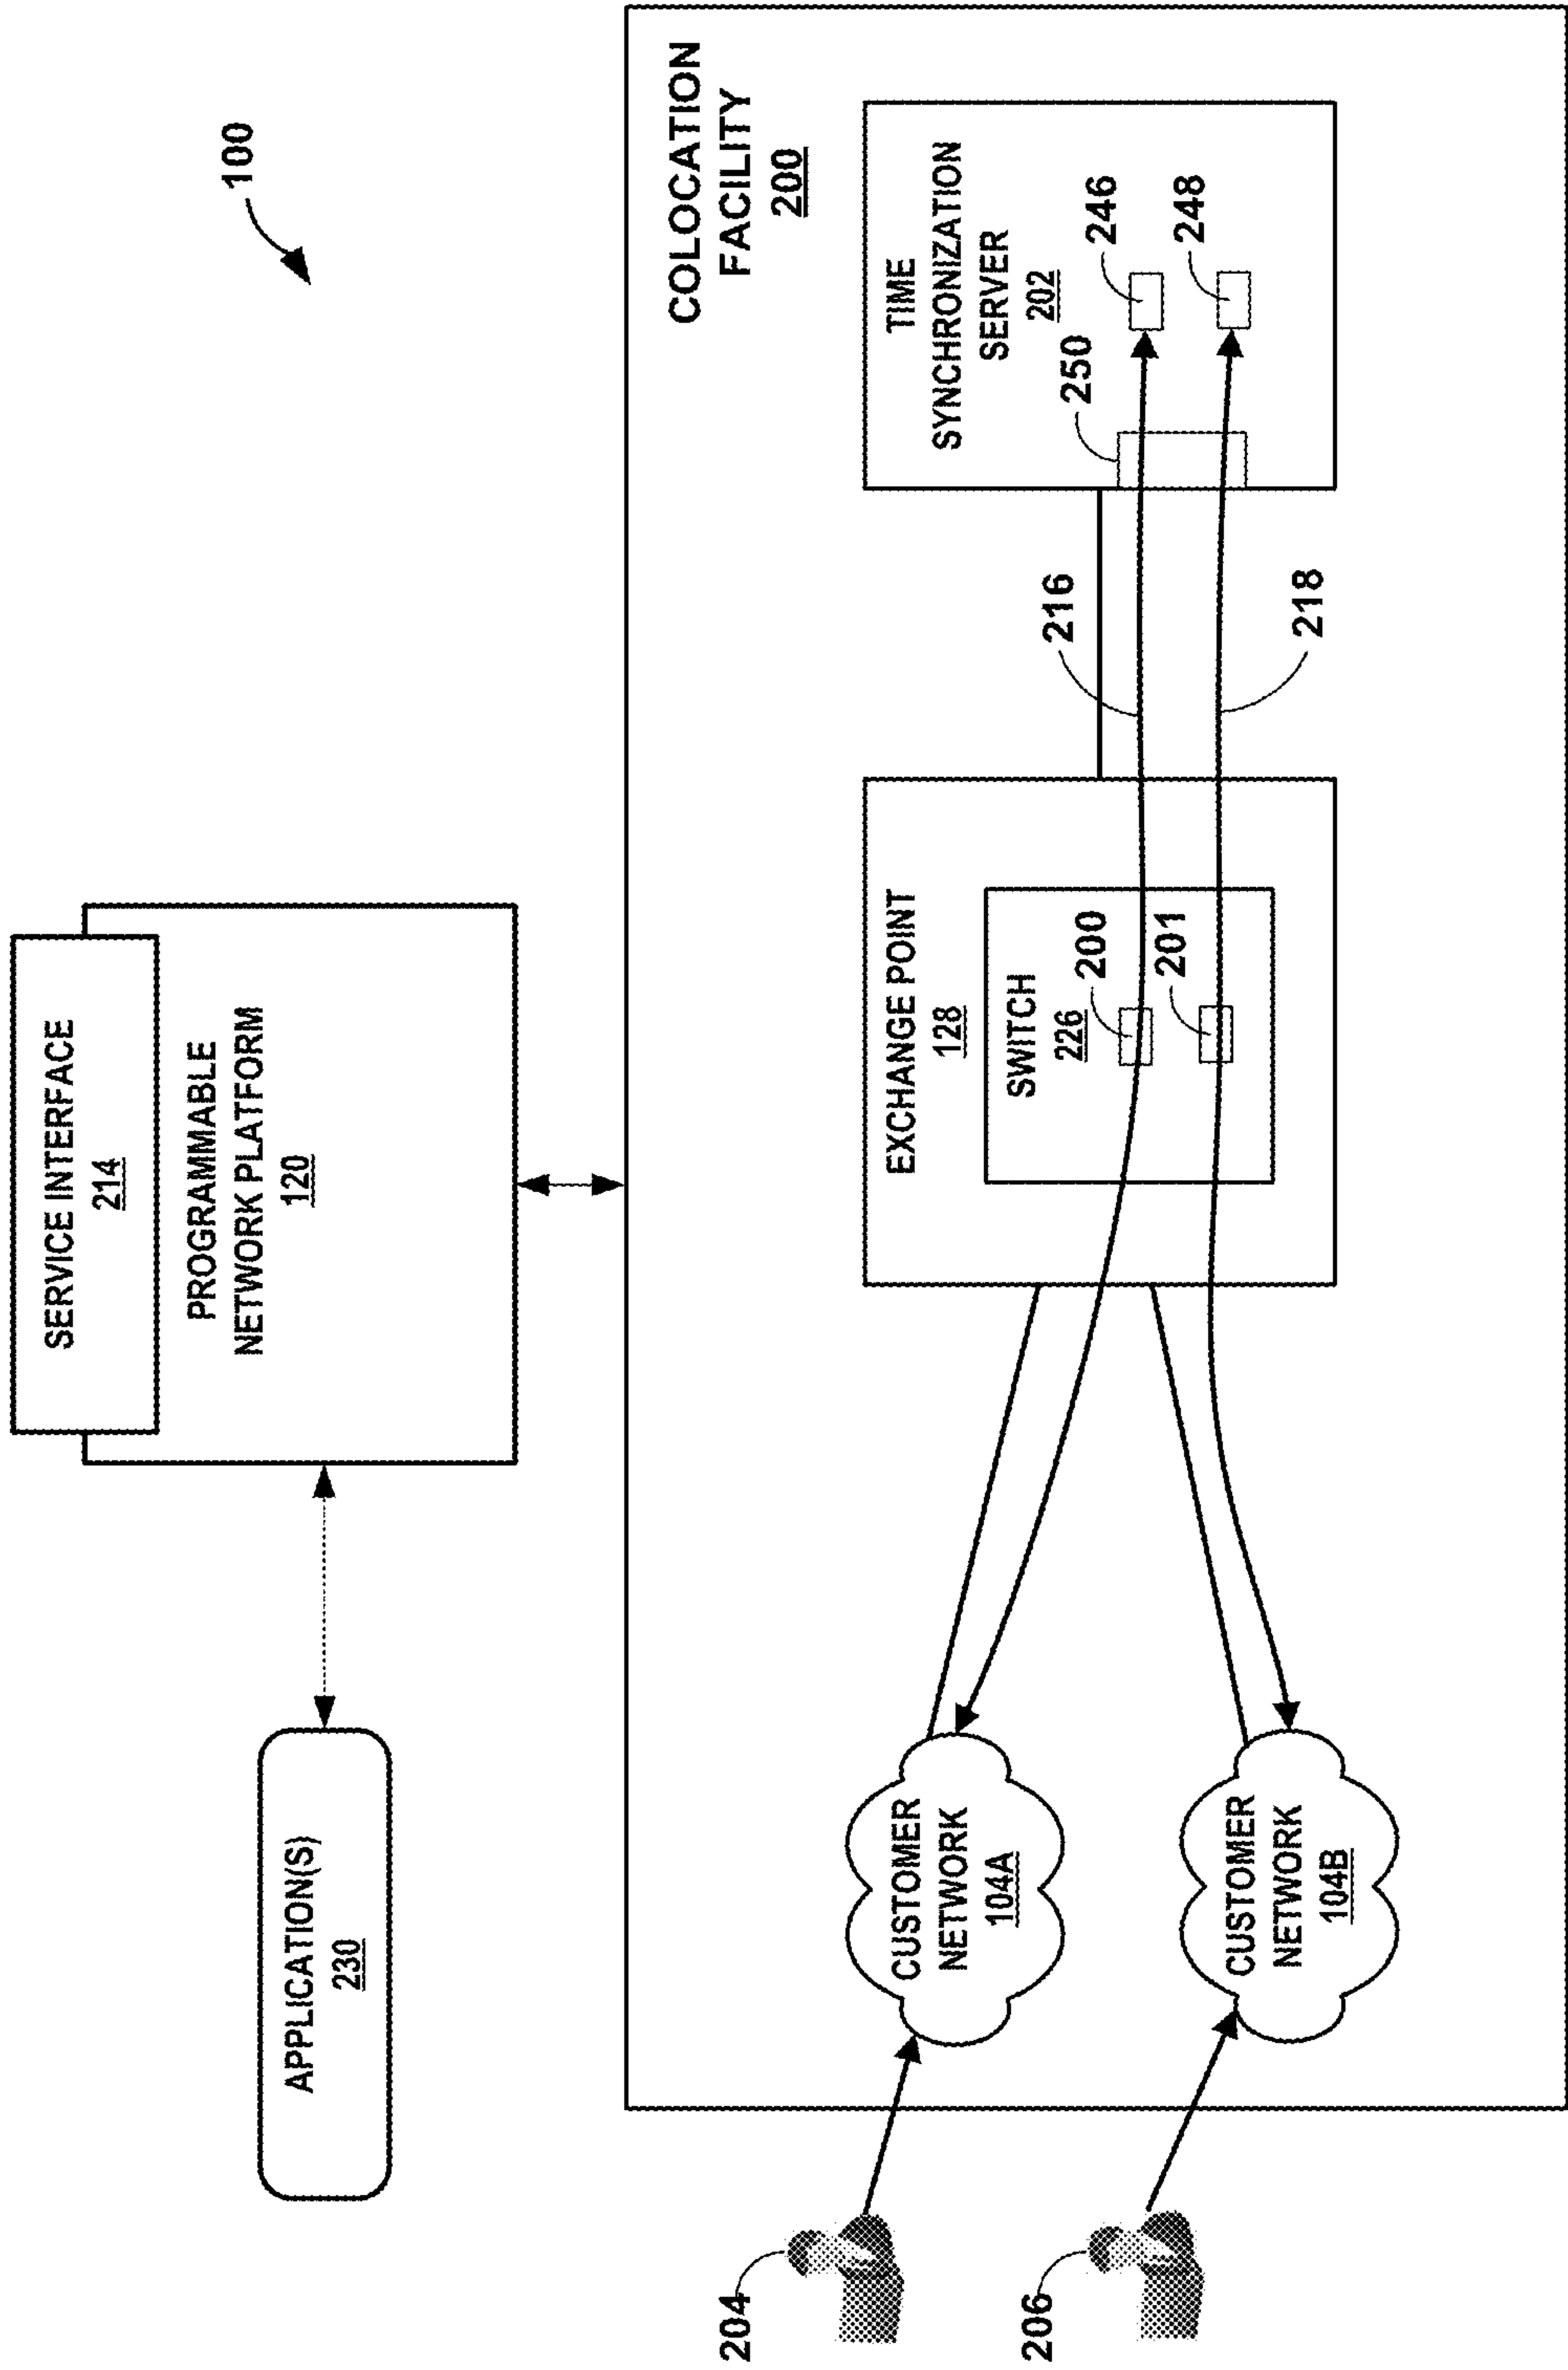 100
SERVICE INTERFACE
214
PROGRAMMABLE
NETWORK PLATFORM
120
APPLICATION(S)
230
COLOCATION
FACILITY
200
TIME
SYNCHRONIZATION
SERVER
202
250
246
248
216
218
EXCHANGE POINT
128
SWITCH
226
200
201
CUSTOMER
NETWORK
104A
CUSTOMER
NETWORK
104B
204
206